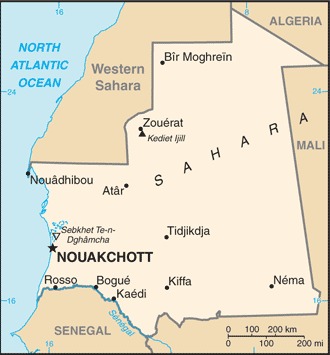 16
8
ALGERIA
NORTH
ATLANTIC
OCEAN
Western
Sahara
Bîr Moghreïn
24
24
Zouérat
Kediet Ijill
SAHARA
MALI
Nouâdhibou
Atâr
Sebkhet Te-n-
Dghâmcha
Tidjikdja
NOUAKCHOTT
Rosso
Bogué
Kaédi
Kiffa
Néma
16
16
Sénégal
SENEGAL
0 100 200 km
0 100 200 mi